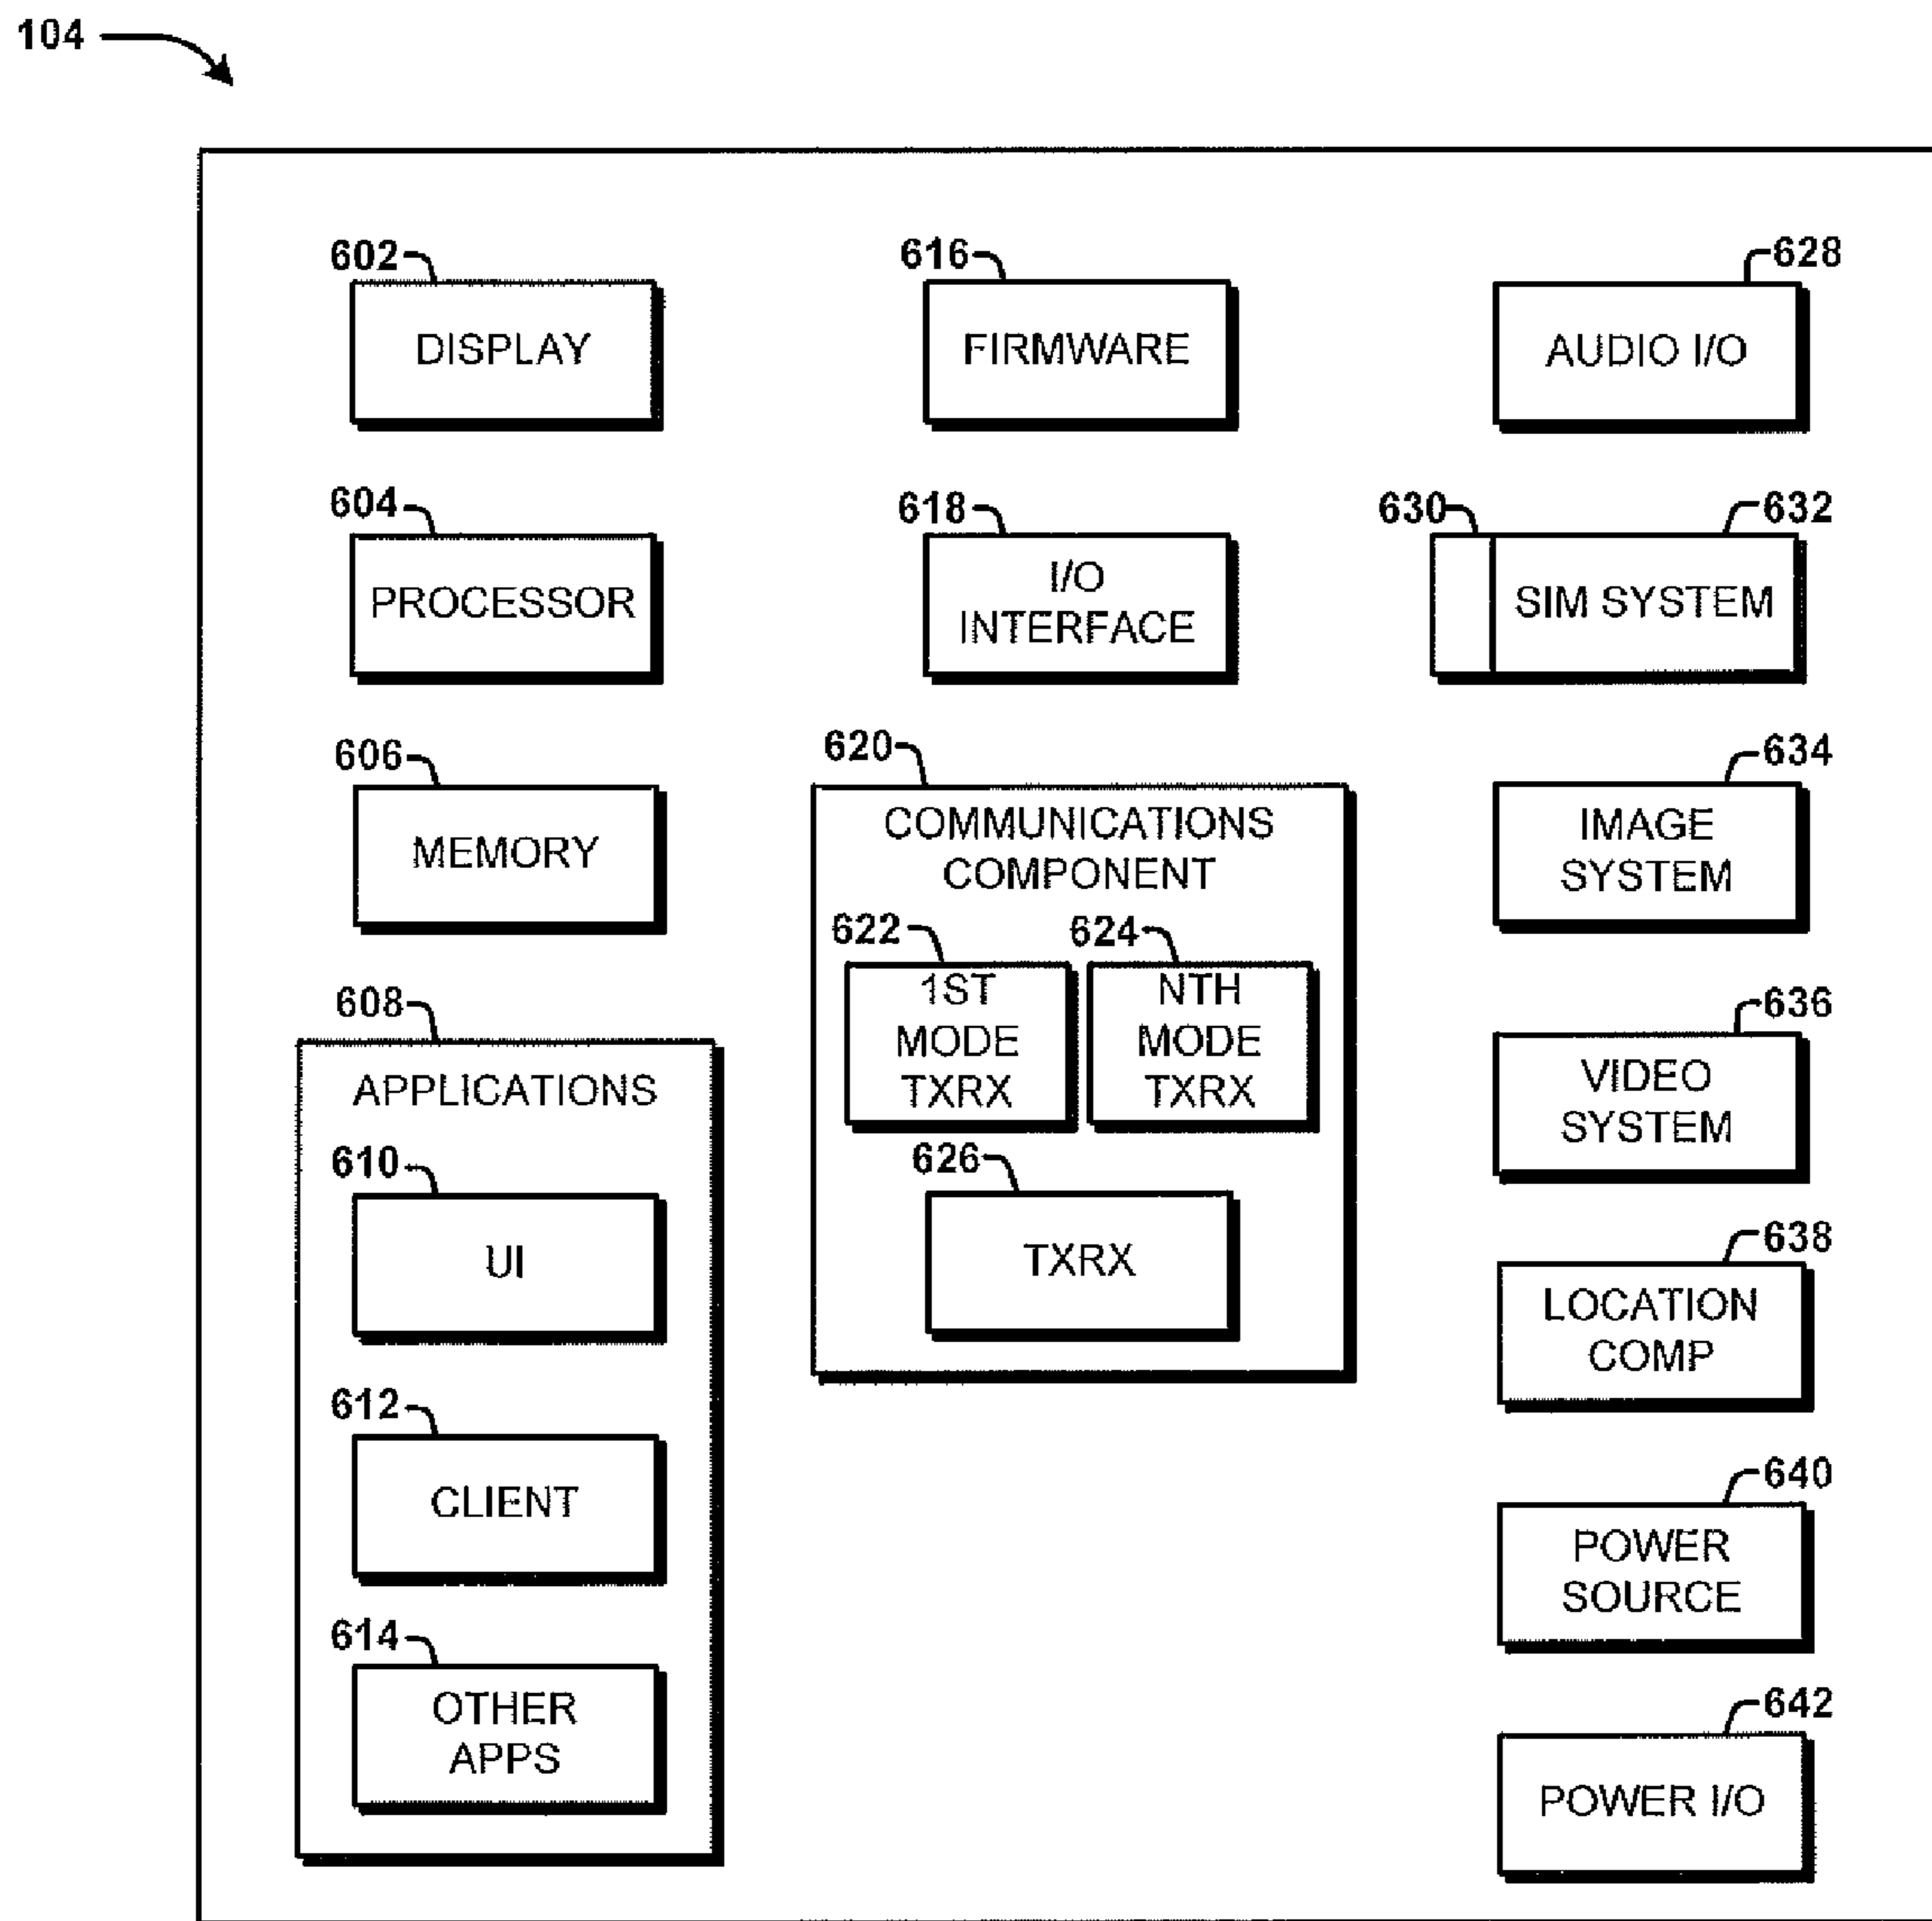 104
602
DISPLAY
604
PROCESSOR
606
MEMORY
608
APPLICATIONS
610
UI
612
CLIENT
614
OTHER
APPS
616
FIRMWARE
618
I/O
INTERFACE
620
COMMUNICATIONS
COMPONENT
622
1ST
MODE
TXRX
624
NTH
MODE
TXRX
626
TXRX
628
AUDIO I/O
630
632
SIM SYSTEM
634
IMAGE
SYSTEM
636
VIDEO
SYSTEM
638
LOCATION
COMP
640
POWER
SOURCE
642
POWER I/O